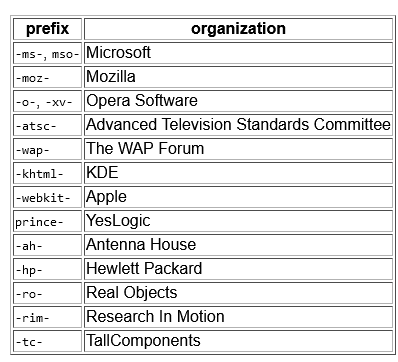 prefix organization
-ms-, mso- Microsoft
-moz- Mozilla
-o-, -xv- Opera Software
-atsc- Advanced Television Standards Committee
-wap- The WAP Forum
-khtml- KDE
-webkit- Apple
prince- YesLogic
-ah- Antenna House
-hp- Hewlett Packard
-ro- Real Objects
-rim- Research In Motion
-tc- TallComponents